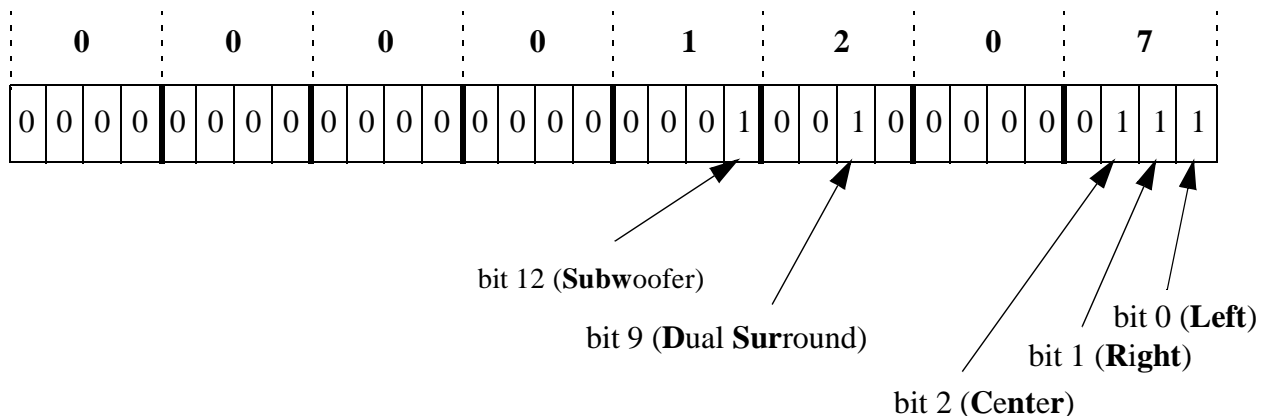 0 0 0 0 1 2 0 7
0 0 0 0 0 0 0 0 0 0 0 0 0 0 0 0 0 0 0 1 0 0 1 0 0 0 0 0 0 1 1 1
bit 12 (Subwoofer)
bit 0 (Left)
bit 9 (Dual Surround)
bit 1 (Right)
bit 2 (Center)